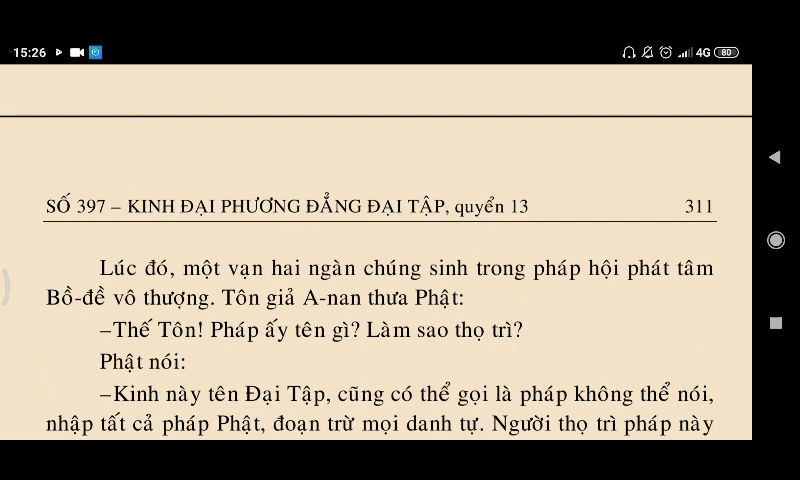 15:26
4G 80
SỐ 397 – KINH ĐẠI PHƯƠNG ĐẲNG ĐẠI TẬP, quyển 13 311
Lúc đó, một vạn hai ngàn chúng sinh trong pháp hội phát tâm
Bồ-đề vô thượng. Tôn giả A-nan thưa Phật:
–Thế Tôn! Pháp ấy tên gì? Làm sao thọ trì?
Phật nói:
–Kinh này tên Đại Tập, cũng có thể gọi là pháp không thể nói,
nhập tất cả pháp Phật, đoạn trừ mọi danh tự. Người thọ trì pháp này